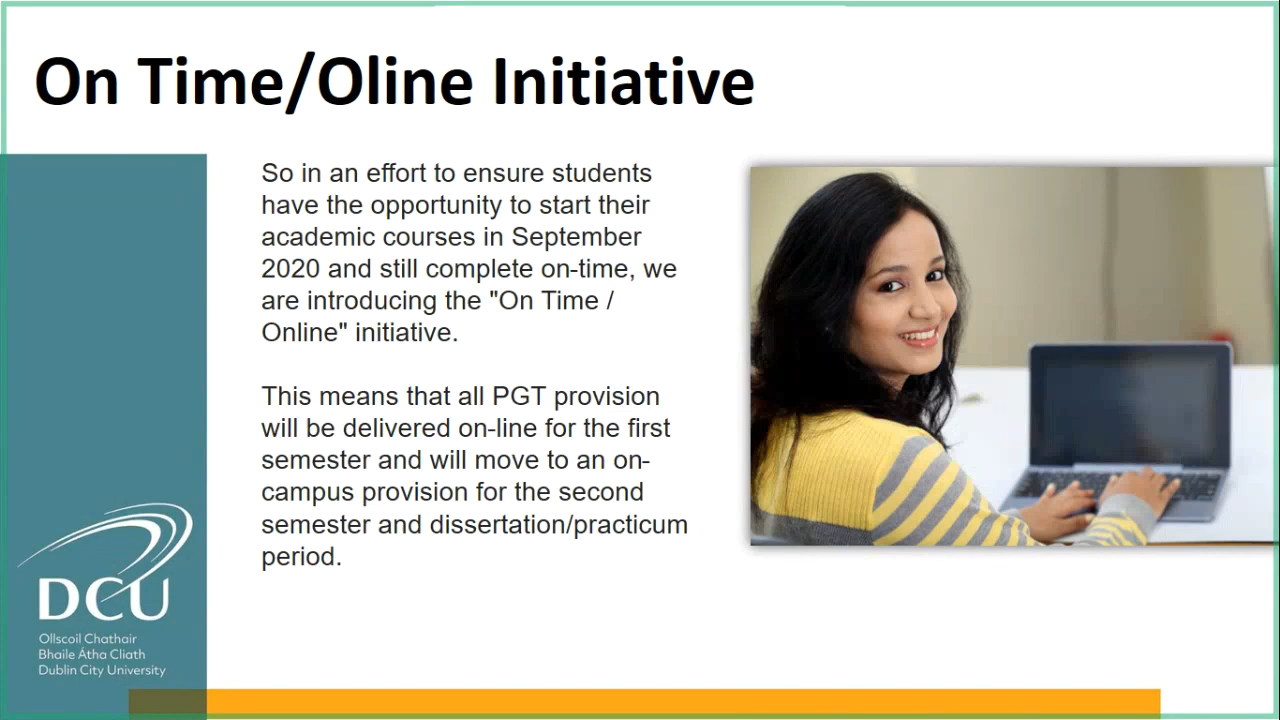 On Time/Oline Initiative
So in an effort to ensure students
have the opportunity to start their
academic courses in September
2020 and still complete on-time, we
are introducing the "On Time /
Online" initiative.
This means that all PGT provision
will be delivered on-line for the first
semester and will move to an on-
campus provision for the second
semester and dissertation/practicum
period.
DCU
Ollscoil Chathair
Bhaile Átha Cliath
Dublin City University